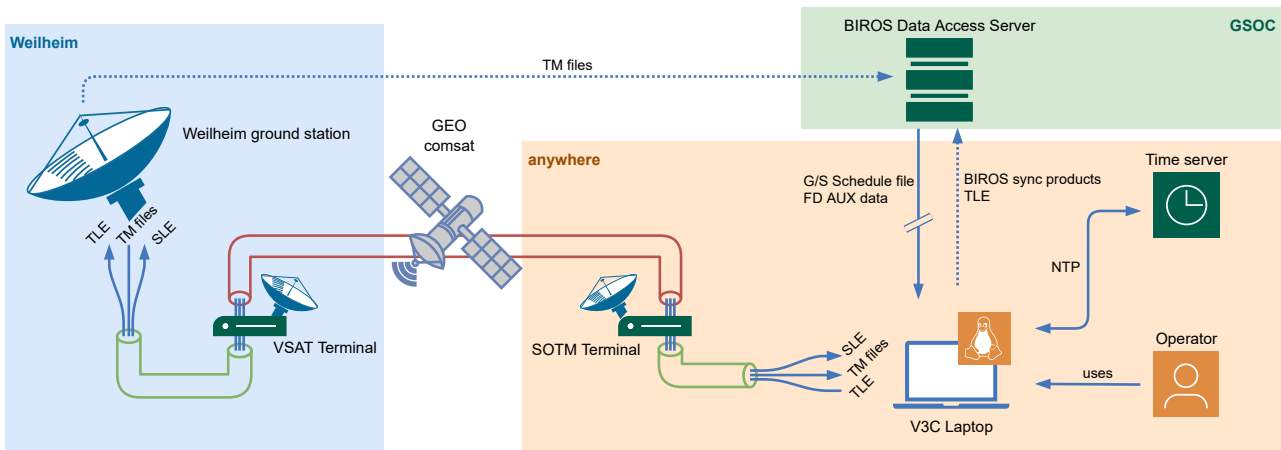 Weilheim
BIROS Data Access Server
GSOC
TM files
Weilheim ground station
GEO
comsat
anywhere
Time server
G/S Schedule file
FD AUX data
BIROS sync products
TLE
TLE
TM files
SLE
NTP
VSAT Terminal
SOTM Terminal
SLE
TM files
TLE
Operator
uses
V3C Laptop